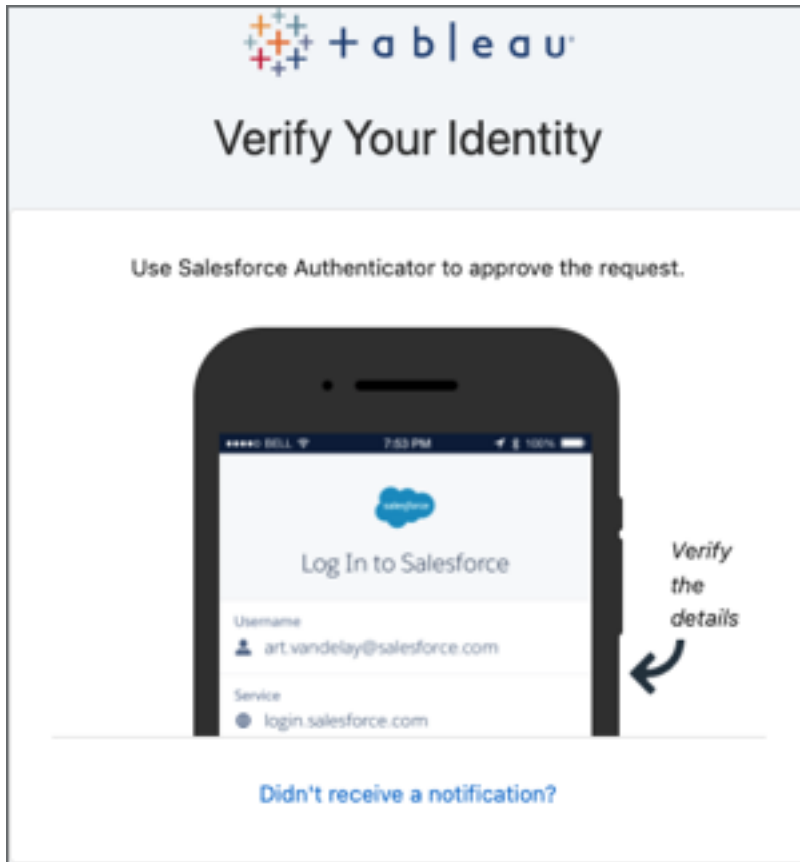 +ableau
Verify Your Identity
Use Salesforce Authenticator to approve the request.
BELL 7:53 PM 100%
salesforce
Log In to Salesforce
Verify
the
details
Username
art.vandelay@salesforce.com
Service
login.salesforce.com
Didn't receive a notification?